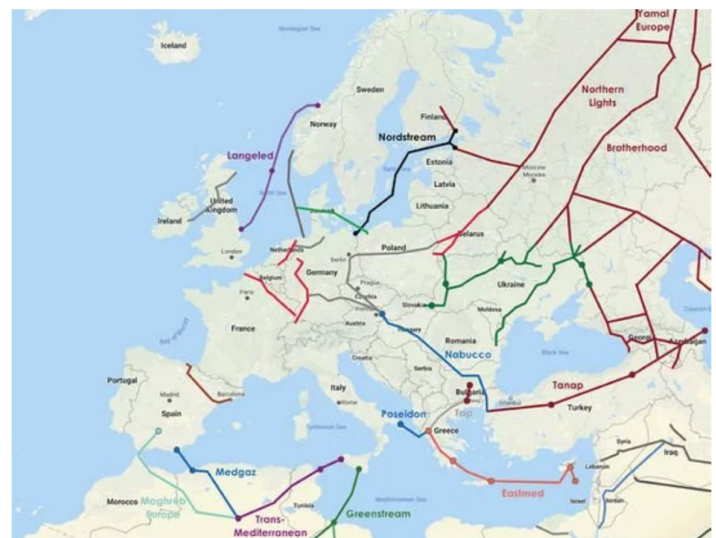 Yamal
Europe
Norwegian Sea
Iceland
Sweden
Northern
Lights
Finland
Norway
Nordstream
Brotherhood
Langeled
Estonia
Moscow
Latvia
United
Kingdom
Lithuania
Ireland
Belarus
London
Netherlands
Poland
Berlin
Belgium
Germany
Prague
Ukraine
Paris
Czechia
Slovakia
Austria
Hungary
Moldova
France
Romania
Croatia
Nabucco
Serbia
Black Sea
Georgia
Azerbaijan
Portugal
Italy
Bulgaria
Tanap
Madrid
Barcelona
Rome
Istanbul
Spain
Poseidon
Tap
Turkey
Greece
Syria
Iraq
Medgaz
Lebanon
Eastmed
Israel
Jordan
Morocco
Maghreb
Europe
Tunisia
Mediterranean Sea
Trans-
Mediterranean
Greenstream